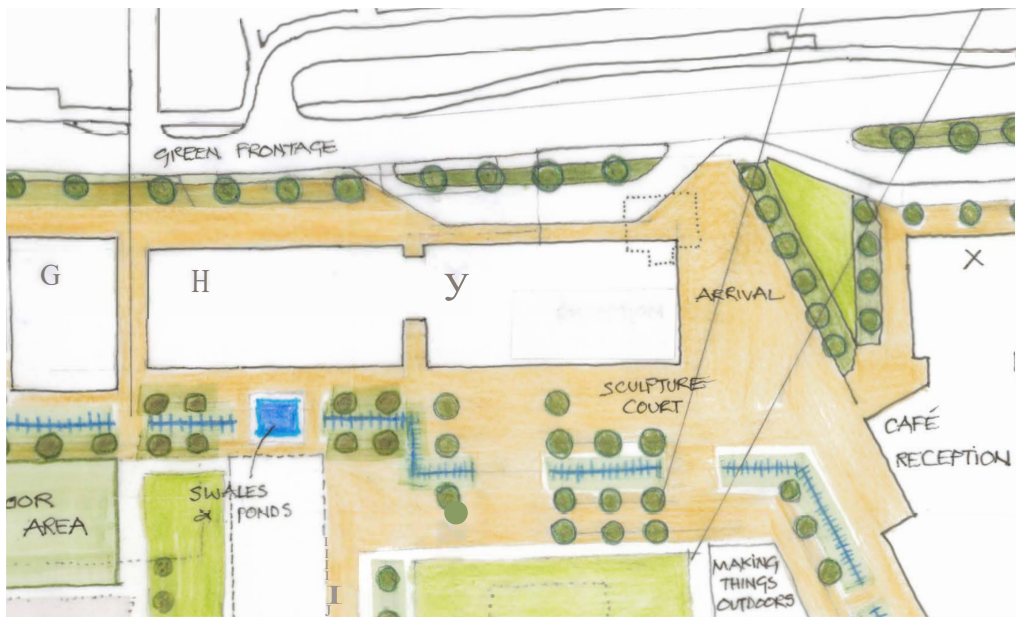 GREEN FRONTAGE
G
H
У
X
ARRIVAL
SCULPTURE
COURT
CAFÉ
RECEPTION
SWALES
& PONDS
OOR
AREA
MAKING
THINGS
OUTDOORS
I